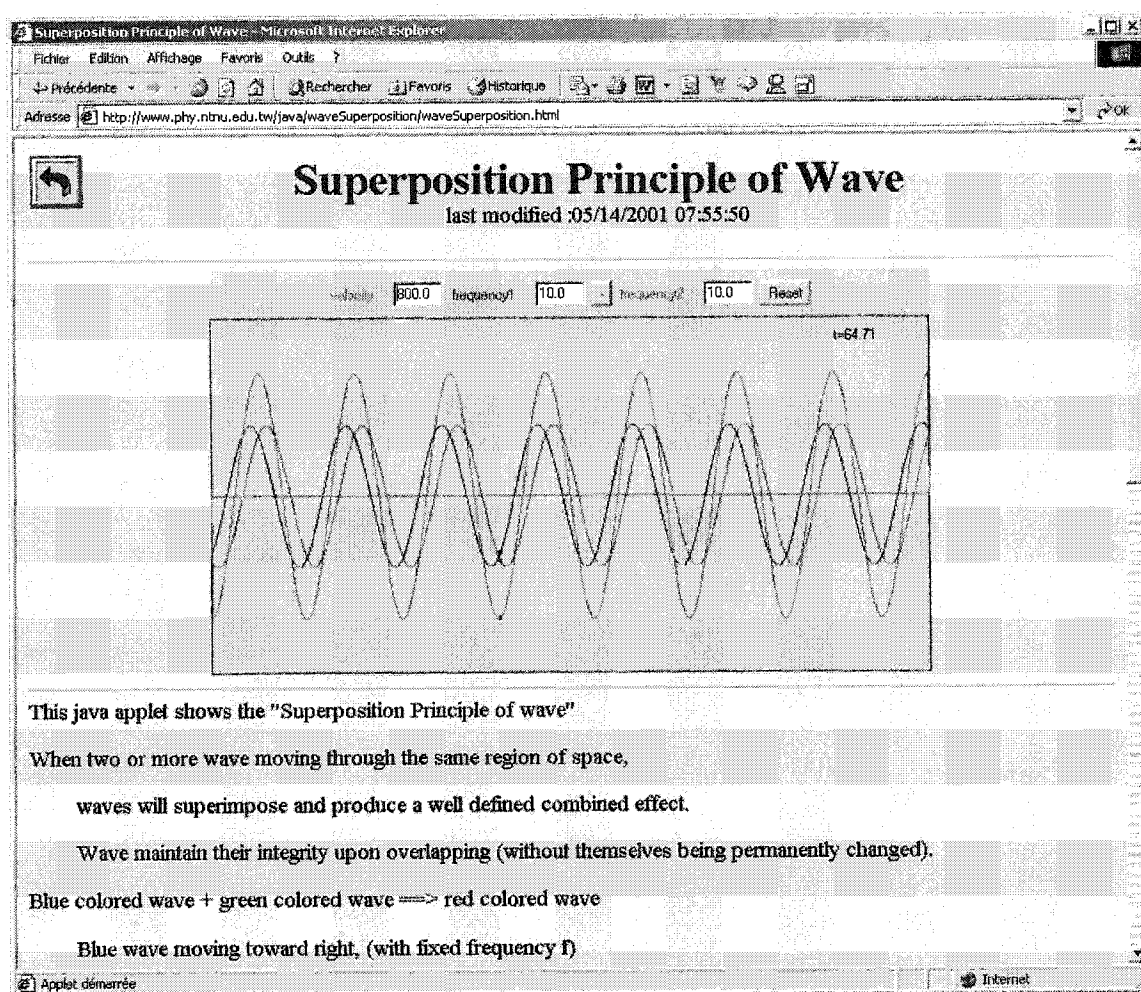 Superposition Principle of Wave - Microsoft Internet Explorer
Fichier Edition Affichage Favoris Outils ?
Précédente Rechercher Favoris Historique
Adresse http://www.phy.ntnu.edu.tw/java/waveSuperposition/waveSuperposition.html OK
Superposition Principle of Wave
last modified :05/14/2001 07:55:50
velocity 800.0 frequency1 10.0 - frequency2 10.0 Reset
t=64.71
This java applet shows the "Superposition Principle of wave"
When two or more wave moving through the same region of space,
waves will superimpose and produce a well defined combined effect.
Wave maintain their integrity upon overlapping (without themselves being permanently changed).
Blue colored wave + green colored wave ==> red colored wave
Blue wave moving toward right, (with fixed frequency f)
Applet démarrée Internet